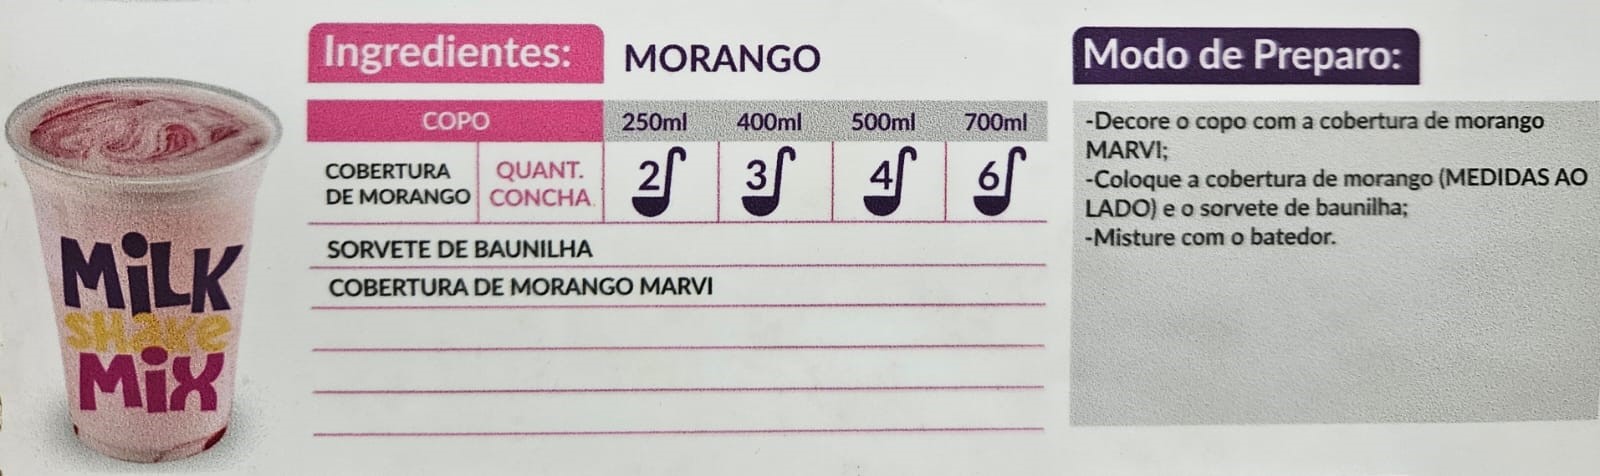 Ingredientes: MORANGO
COPO 250ml 400ml 500ml 700ml
COBERTURA DE MORANGO QUANT. CONCHA 2 3 4 6
SORVETE DE BAUNILHA
COBERTURA DE MORANGO MARVI
Modo de Preparo:
-Decore o copo com a cobertura de morango
MARVI;
-Coloque a cobertura de morango (MEDIDAS AO
LADO) e o sorvete de baunilha;
-Misture com o batedor.
MiLK
SHAKE
MiX